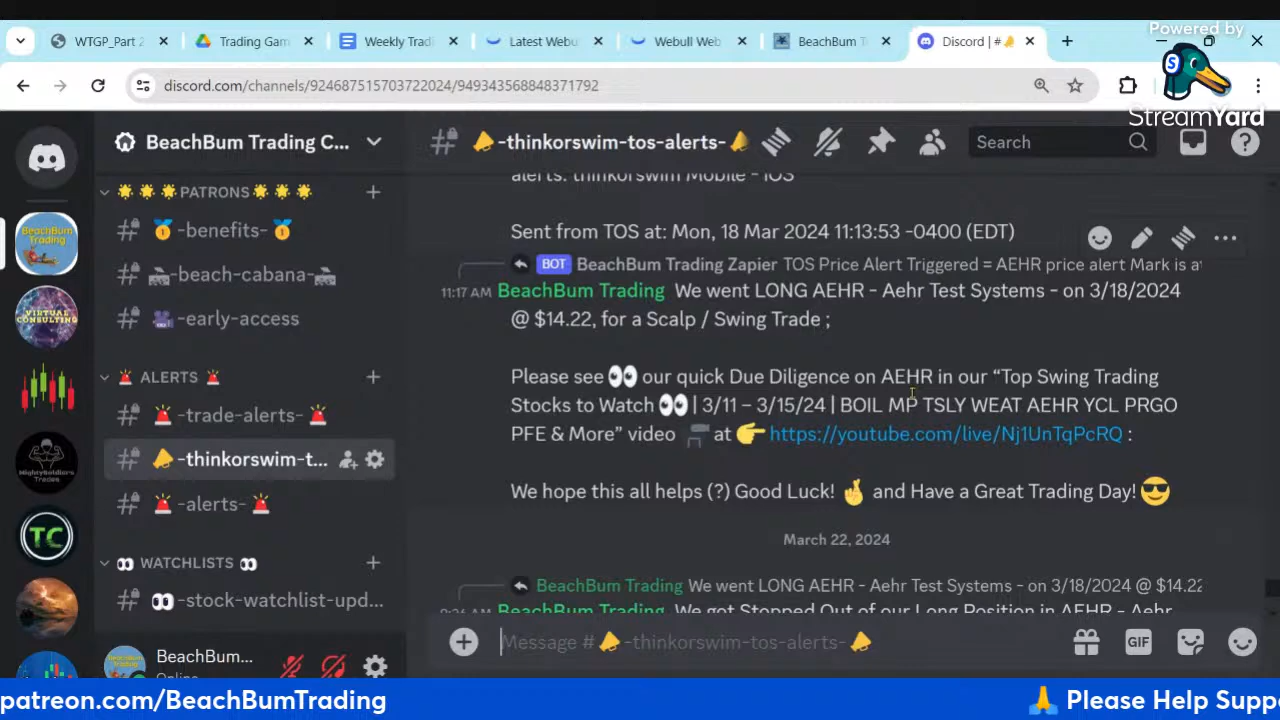 Powered by
StreamYard
WTGP_Part 2
Trading Gam
Weekly Tradi
Latest Webu
Webull Web
BeachBum T
Discord | #
discord.com/channels/924687515703722024/949343568848371792
BeachBum Trading C...
PATRONS
-benefits-
-beach-cabana-
-early-access
ALERTS
-trade-alerts-
-thinkorswim-t...
-alerts-
WATCHLISTS
-stock-watchlist-upd...
BeachBum...
Online
-thinkorswim-tos-alerts-
Search
alerts: thinkorswim Mobile - iOS
Sent from TOS at: Mon, 18 Mar 2024 11:13:53 -0400 (EDT)
BOT BeachBum Trading Zapier TOS Price Alert Triggered = AEHR price alert Mark is at
11:17 AM BeachBum Trading We went LONG AEHR - Aehr Test Systems - on 3/18/2024
@ $14.22, for a Scalp / Swing Trade ;
Please see 👀 our quick Due Diligence on AEHR in our “Top Swing Trading
Stocks to Watch 👀 | 3/11 – 3/15/24 | BOIL MP TSLY WEAT AEHR YCL PRGO
PFE & More” video at 👉 https://youtube.com/live/Nj1UnTqPcRQ :
We hope this all helps (?) Good Luck! 🤞 and Have a Great Trading Day! 😎
March 22, 2024
BeachBum Trading We went LONG AEHR - Aehr Test Systems - on 3/18/2024 @ $14.22
9:26 AM BeachBum Trading We got Stopped Out of our Long Position in AEHR - Aehr
Message # -thinkorswim-tos-alerts-
GIF
patreon.com/BeachBumTrading
🙏 Please Help Suppo